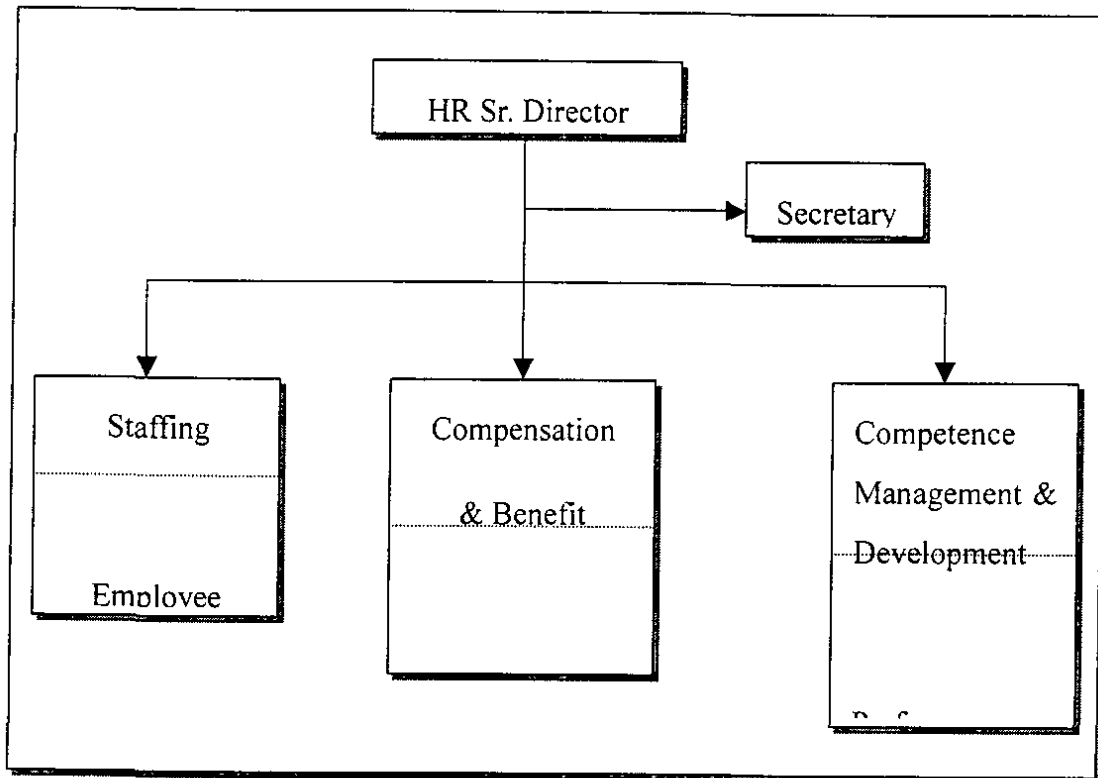 HR Sr. Director
Secretary
Staffing
Employee
Compensation
& Benefit
Competence
Management &
Development